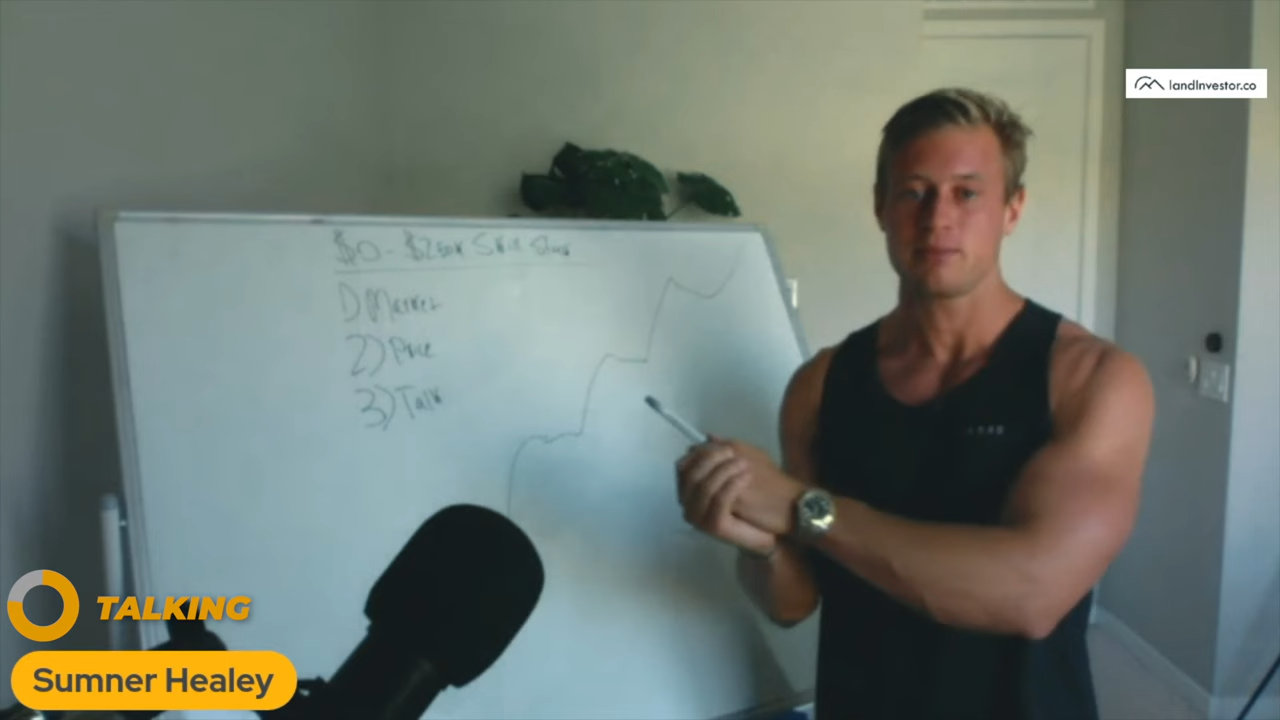 landInvestor.co
$0 - $250k Skill Stack
1) Market
2) Price
3) Talk
TALKING
Sumner Healey